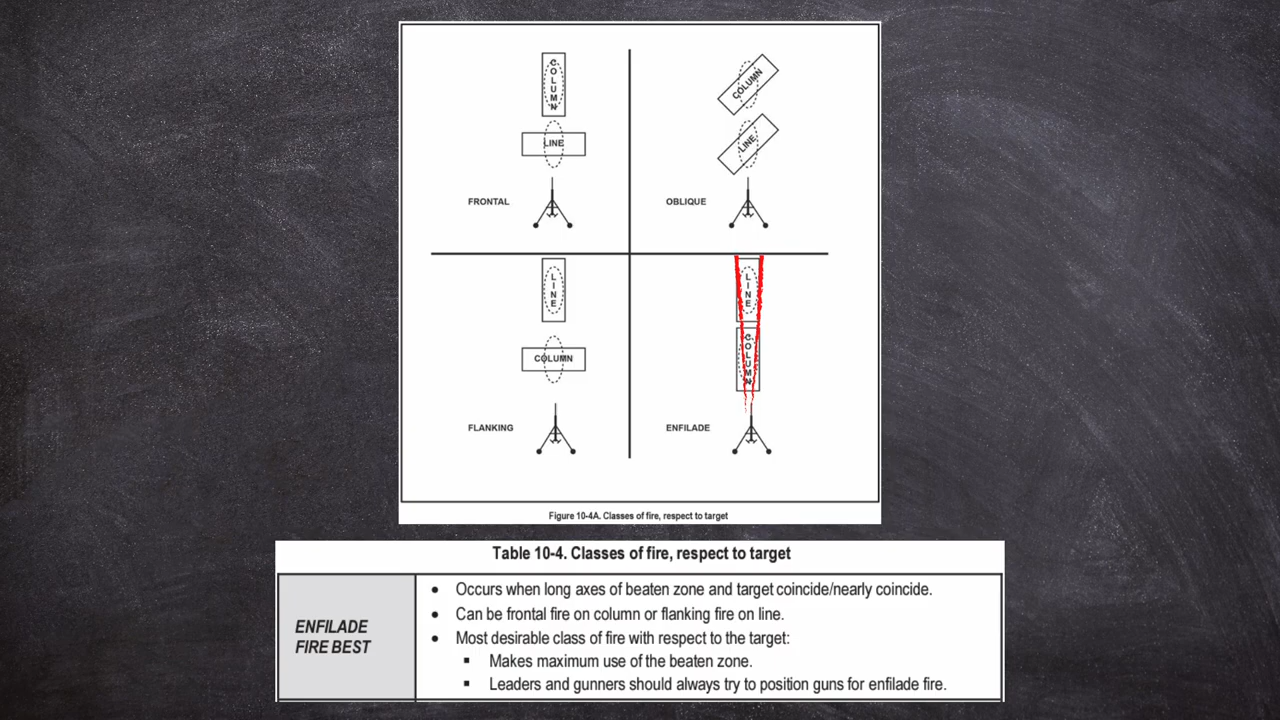 COLUMN
LINE
FRONTAL
COLUMN
LINE
OBLIQUE
LINE
COLUMN
FLANKING
LINE
COLUMN
ENFILADE
Figure 10-4A. Classes of fire, respect to target
Table 10-4. Classes of fire, respect to target
ENFILADE
FIRE BEST
• Occurs when long axes of beaten zone and target coincide/nearly coincide.
• Can be frontal fire on column or flanking fire on line.
• Most desirable class of fire with respect to the target:
▪ Makes maximum use of the beaten zone.
▪ Leaders and gunners should always try to position guns for enfilade fire.